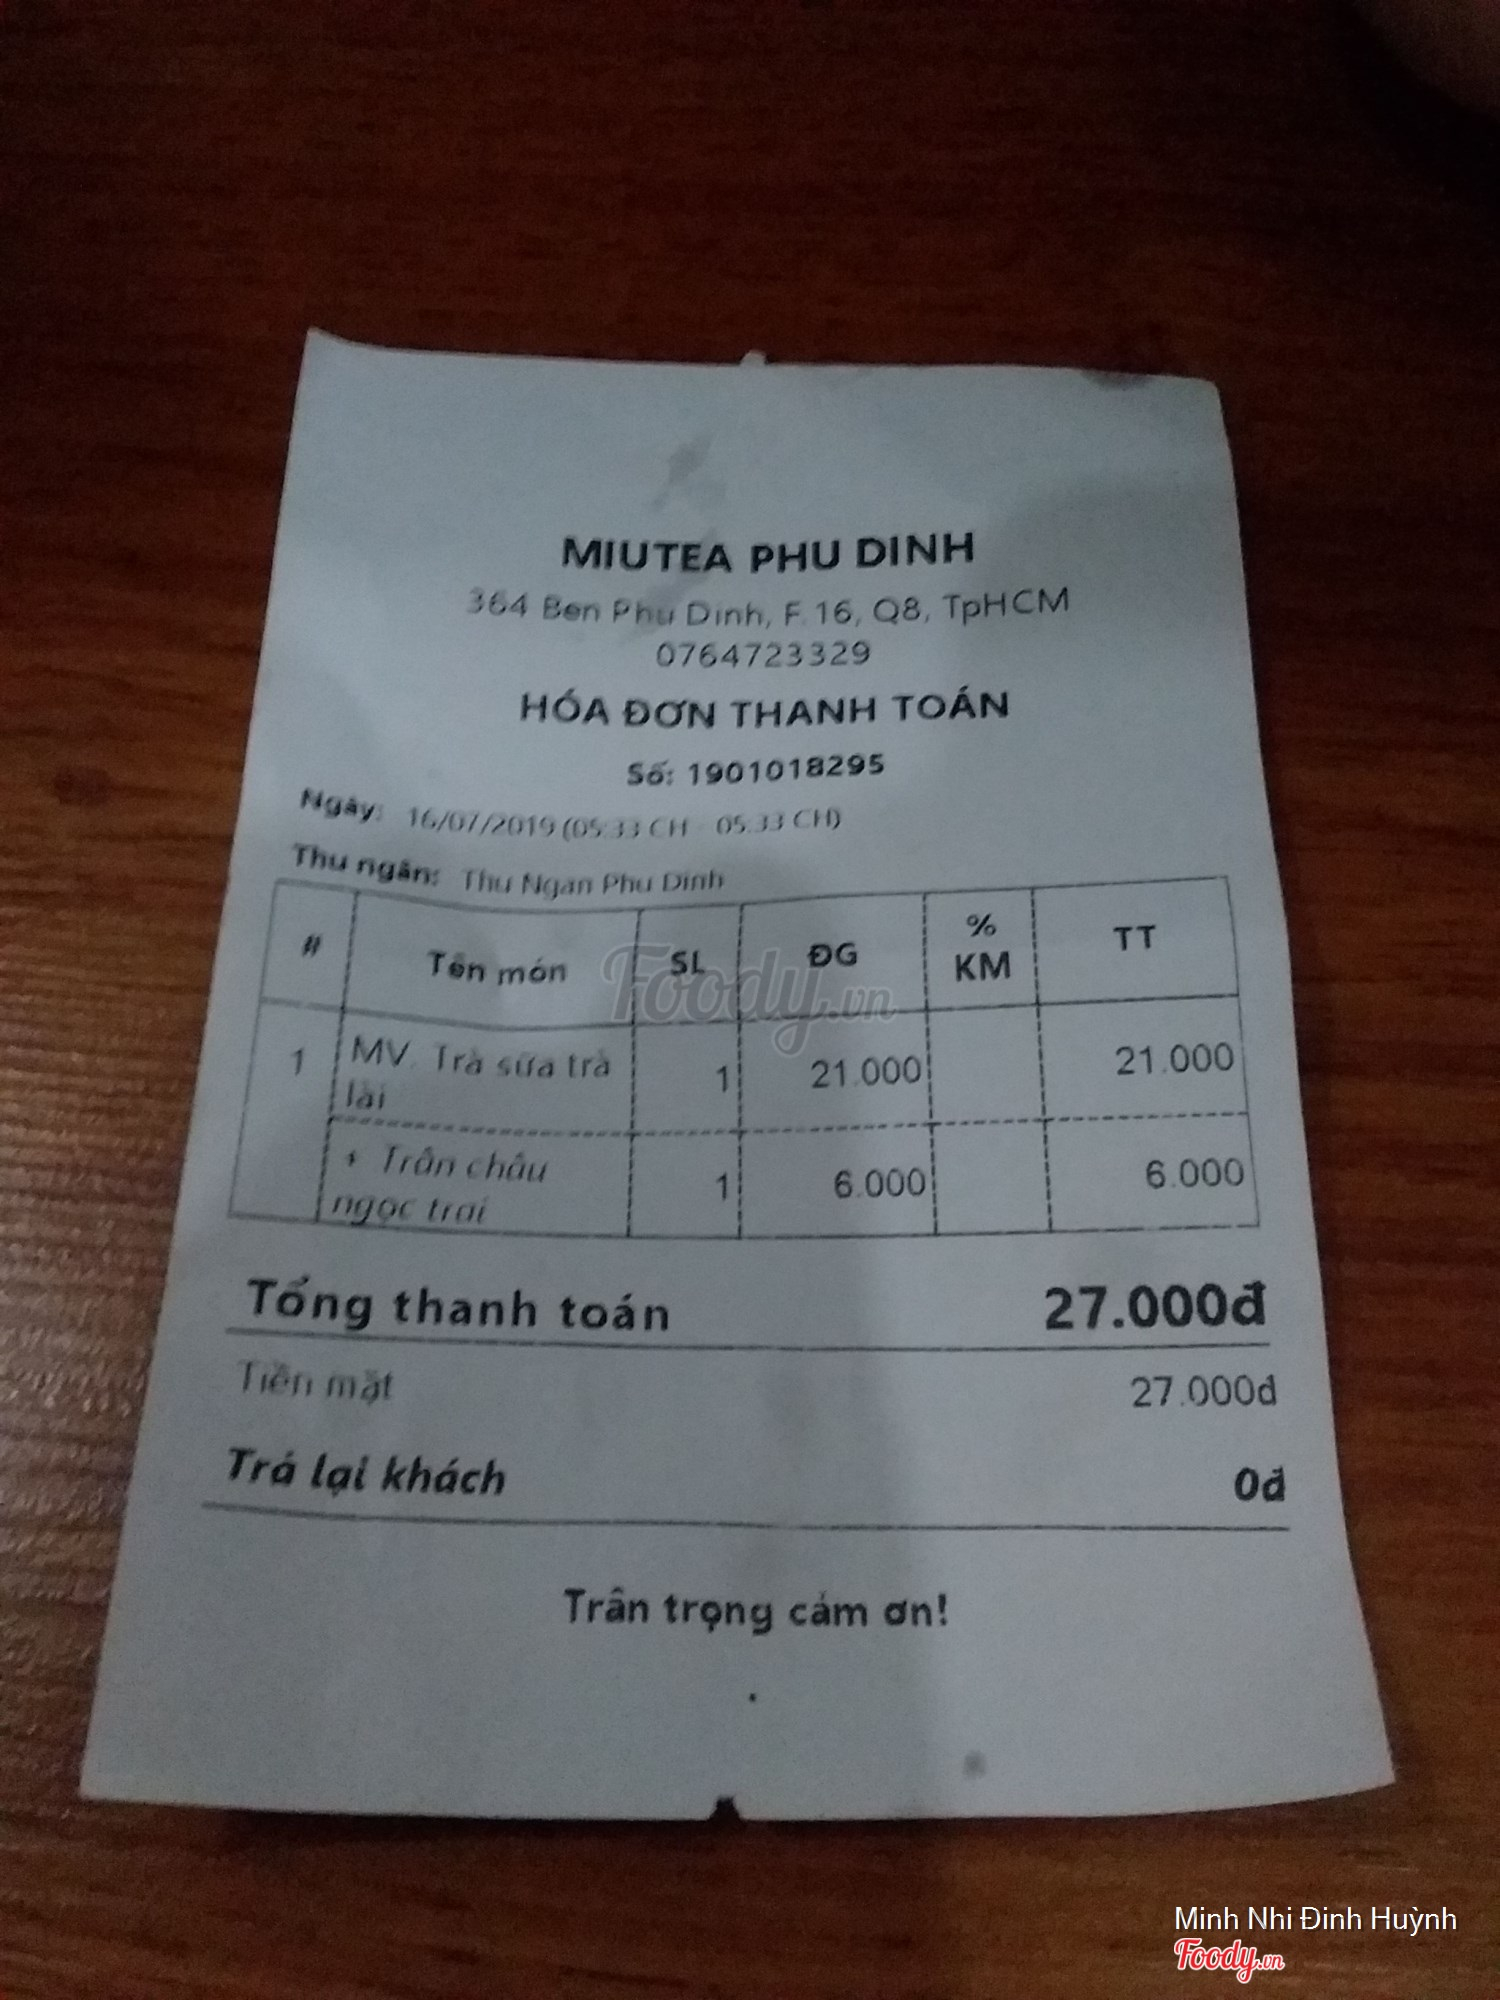 MIUTEA PHU DINH
364 Ben Phu Dinh, F.16, Q8, TpHCM
0764723329
HÓA ĐƠN THANH TOÁN
Số: 1901018295
Ngày: 16/07/2019 (05:33 CH - 05:33 CH)
Thu ngân: Thu Ngan Phu Dinh
# Tên món SL ĐG % KM TT
1 MV. Trà sữa trà 1 21.000 21.000
lài
+ Trân châu 1 6.000 6.000
ngọc trai
Tổng thanh toán 27.000đ
Tiền mặt 27.000đ
Trả lại khách 0đ
Trân trọng cảm ơn!
Foody.vn
Minh Nhi Đinh Huỳnh
Foody.vn